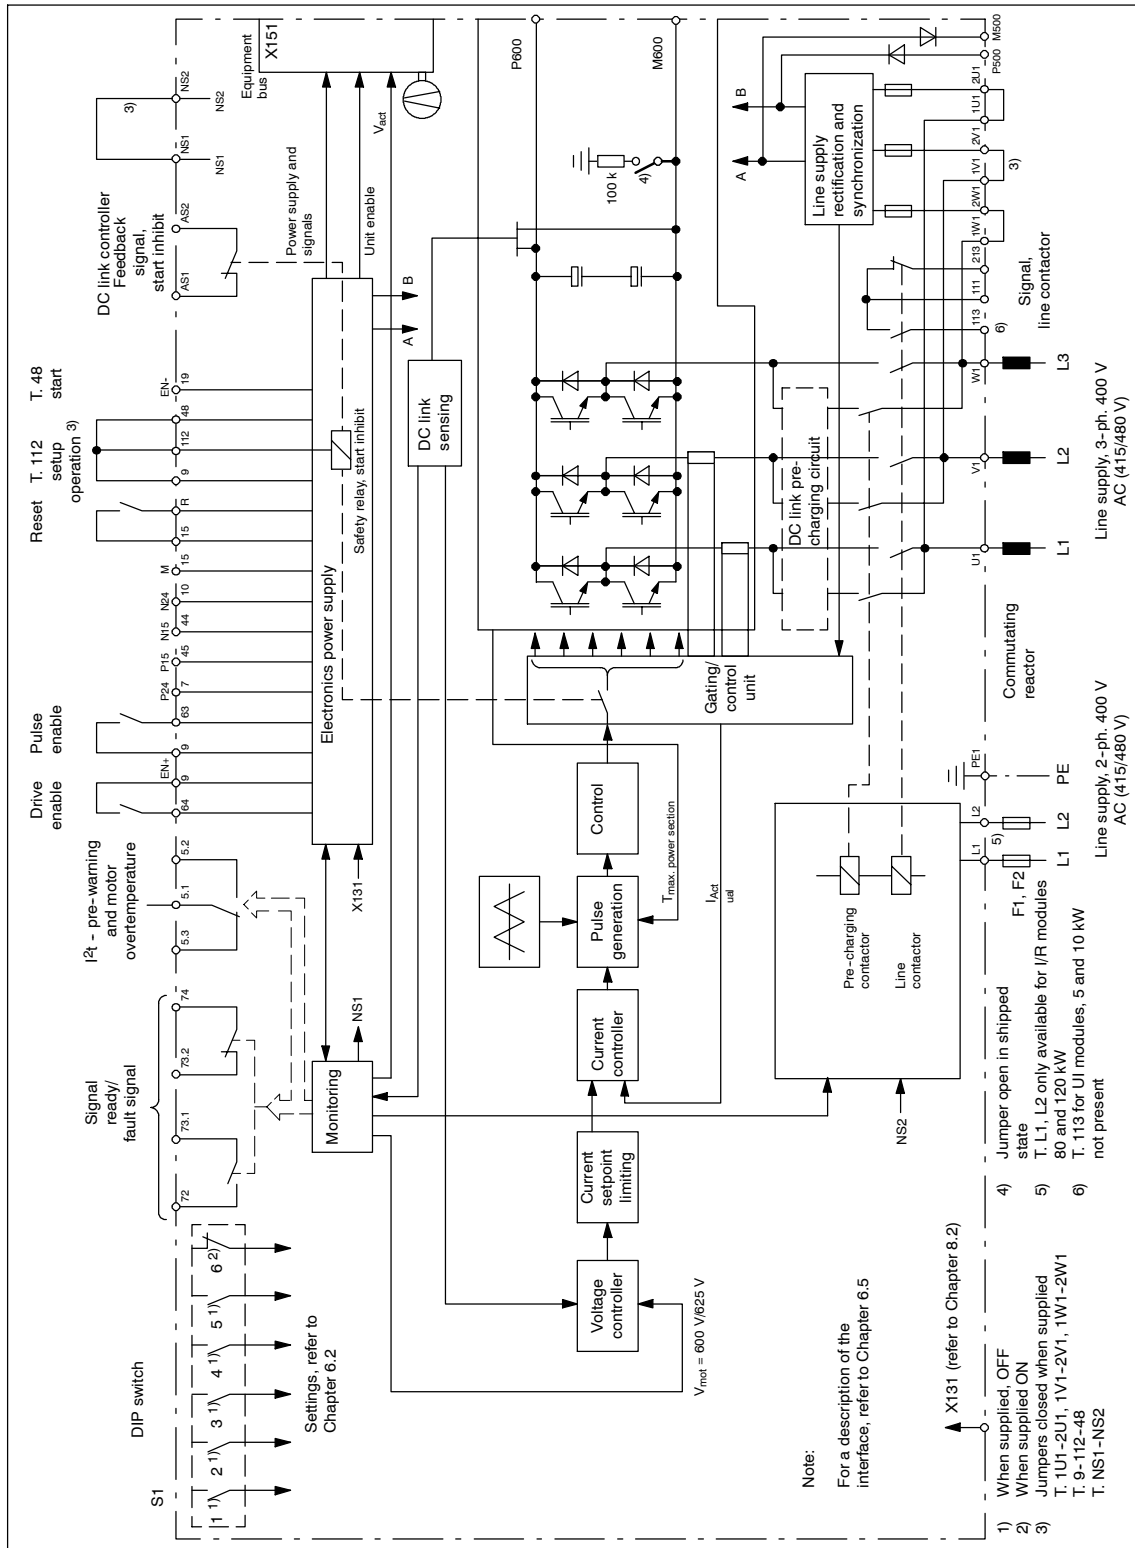 S1
DIP switch
1 1)
2 1)
3 1)
4 1)
5 1)
6 2)
Settings, refer to
Chapter 6.2
Signal
ready/
fault signal
72
73.1
73.2
74
I2t - pre-warning
and motor
overtemperature
5.3
5.1
5.2
Drive
enable
64
9
EN+
Pulse
enable
9
63
P24
7
P15
45
N15
44
N24
10
M
15
Reset
15
R
T. 112
setup
operation 3)
9
112
48
T. 48
start
EN-
19
DC link controller
Feedback
signal,
start inhibit
AS1
AS2
3)
NS1
NS1
NS2
NS2
Equipment
bus
X151
Monitoring
NS1
X131
Electronics power supply
Safety relay, start inhibit
A
B
Power supply and
signals
Unit enable
Vact
DC link
sensing
Voltage
controller
Vmot = 600 V/625 V
Current
setpoint
limiting
Current
controller
Pulse
generation
Control
Tmax. power section
IAct
ual
Gating/
control
unit
P600
M600
100 k
4)
DC link pre-
charging circuit
A
B
Line supply
rectification and
synchronization
NS2
Pre-charging
contactor
Line
contactor
L1
L2
5)
F1, F2
L1
L2
PE1
PE
Line supply, 2-ph. 400 V
AC (415/480 V)
Commutating
reactor
U1
V1
W1
L1
L2
L3
Line supply, 3-ph. 400 V
AC (415/480 V)
113
6)
111
213
Signal,
line contactor
1W1
2W1
1V1
2V1
1U1
2U1
3)
P500
M500
Note:
For a description of the
interface, refer to Chapter 6.5
X131 (refer to Chapter 8.2)
1) When supplied, OFF
2) When supplied ON
3) Jumpers closed when supplied
T. 1U1-2U1, 1V1-2V1, 1W1-2W1
T. 9-112-48
T. NS1-NS2
4) Jumper open in shipped
state
5) T. L1, L2 only available for I/R modules
80 and 120 kW
6) T. 113 for UI modules, 5 and 10 kW
not present